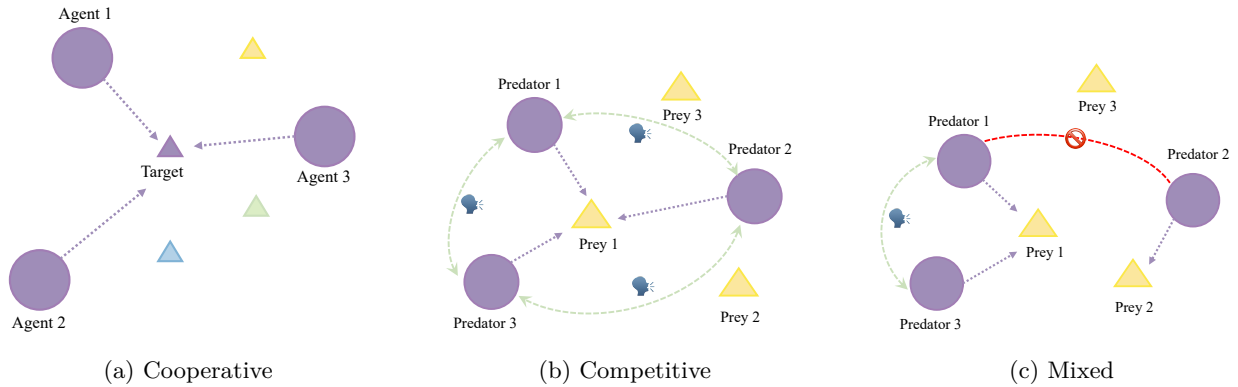 Agent 1
Target
Agent 3
Agent 2
(a) Cooperative
Predator 1
Prey 3
Predator 2
Prey 1
Predator 3
Prey 2
(b) Competitive
Prey 3
Predator 1
Predator 2
Prey 1
Prey 2
Predator 3
(c) Mixed